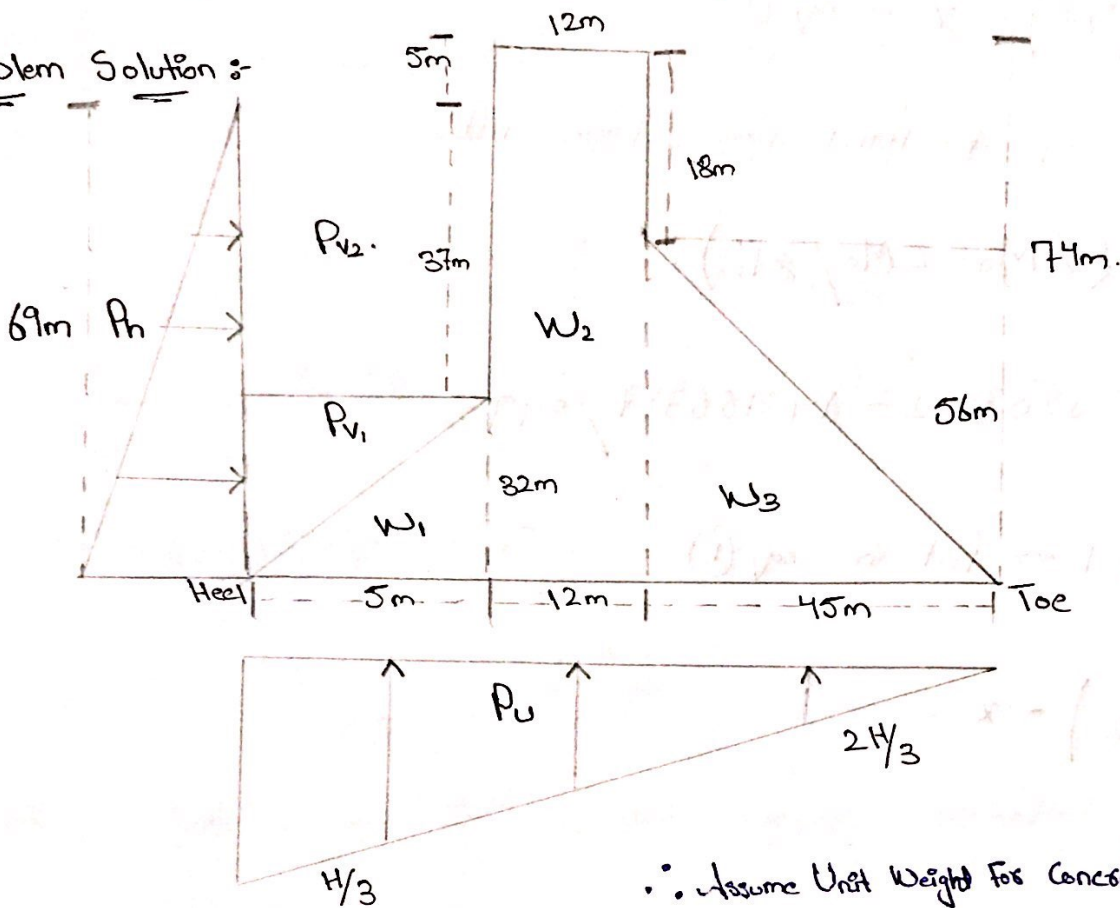 12m
5m
olem Solution :-
18m
Pv2.
37m
74m.
69m Ph
W2
Pv1
56m
32m
W3
W1
Heel 5m 12m 45m Toe
Pu
2H/3
H/3
∴ Assume Unit Weight For Conc